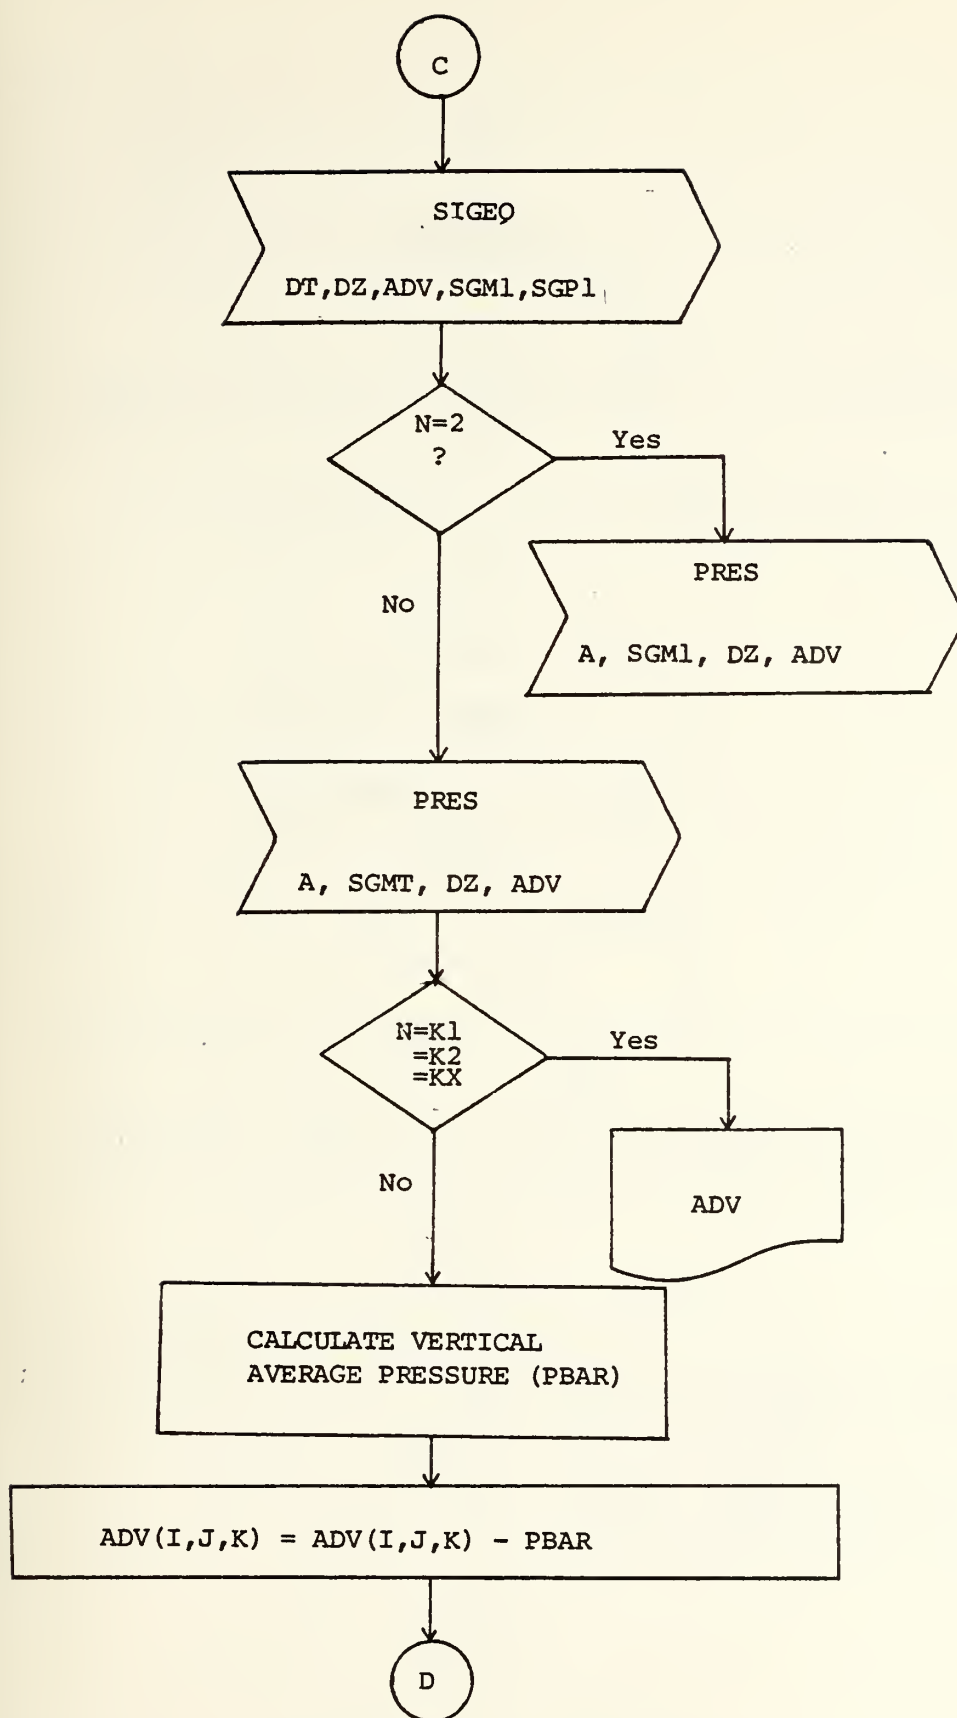 C
SIGEQ
DT,DZ,ADV,SGM1,SGP1
N=2
?
Yes
No
PRES
A, SGM1, DZ, ADV
PRES
A, SGMT, DZ, ADV
N=K1
=K2
=KX
Yes
No
ADV
CALCULATE VERTICAL
AVERAGE PRESSURE (PBAR)
ADV(I,J,K) = ADV(I,J,K) - PBAR
D